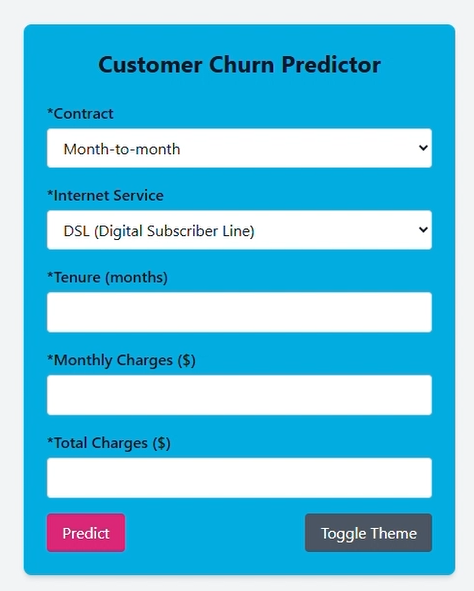 Customer Churn Predictor
*Contract
Month-to-month
*Internet Service
DSL (Digital Subscriber Line)
*Tenure (months)
*Monthly Charges ($)
*Total Charges ($)
Predict Toggle Theme